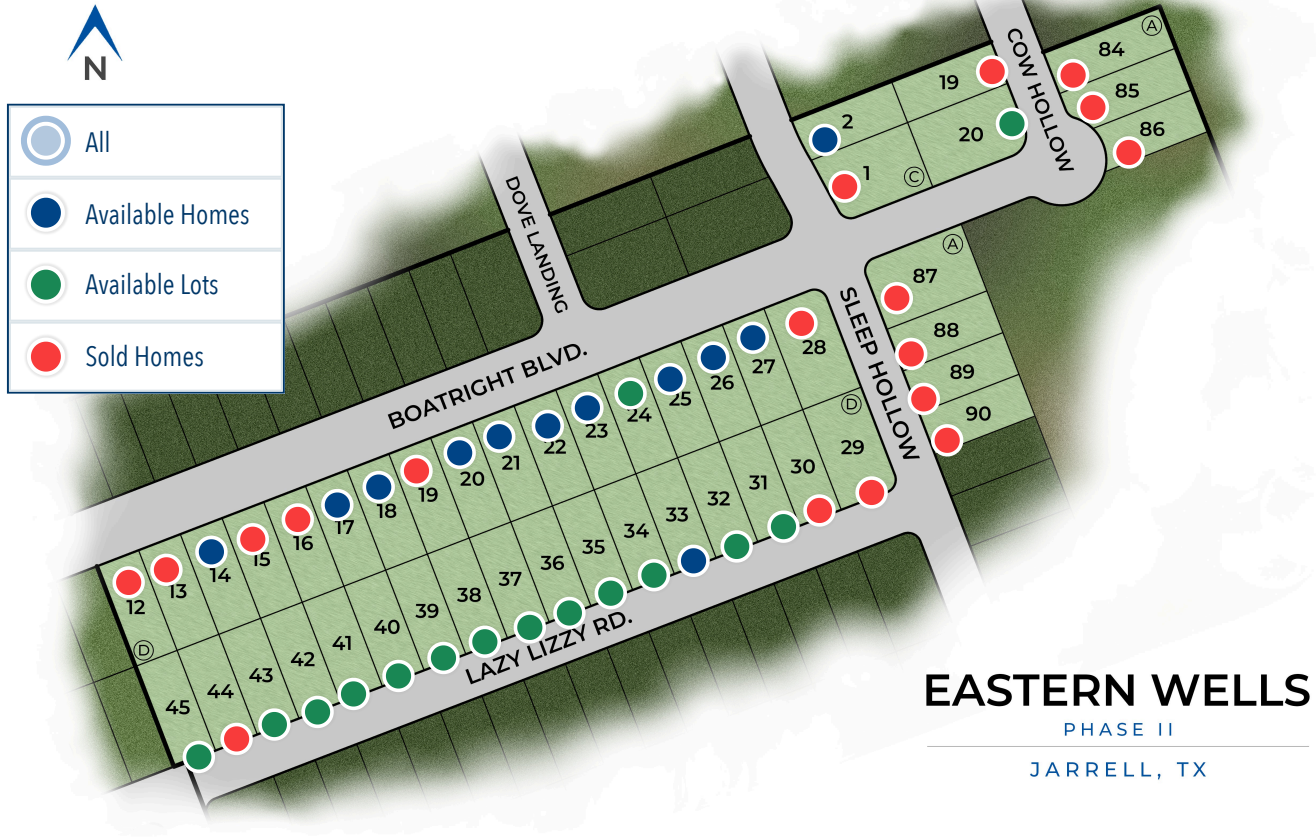 N
All
Available Homes
Available Lots
Sold Homes
COW HOLLOW
A
84
85
86
19
20
2
1
C
DOVE LANDING
BOATRIGHT BLVD.
SLEEP HOLLOW
A
87
88
89
90
28
27
26
25
24
23
22
21
20
19
18
17
16
15
14
13
12
D
29
30
31
32
33
34
35
36
37
38
39
40
41
42
43
44
45
D
LAZY LIZZY RD.
EASTERN WELLS
PHASE II
JARRELL, TX